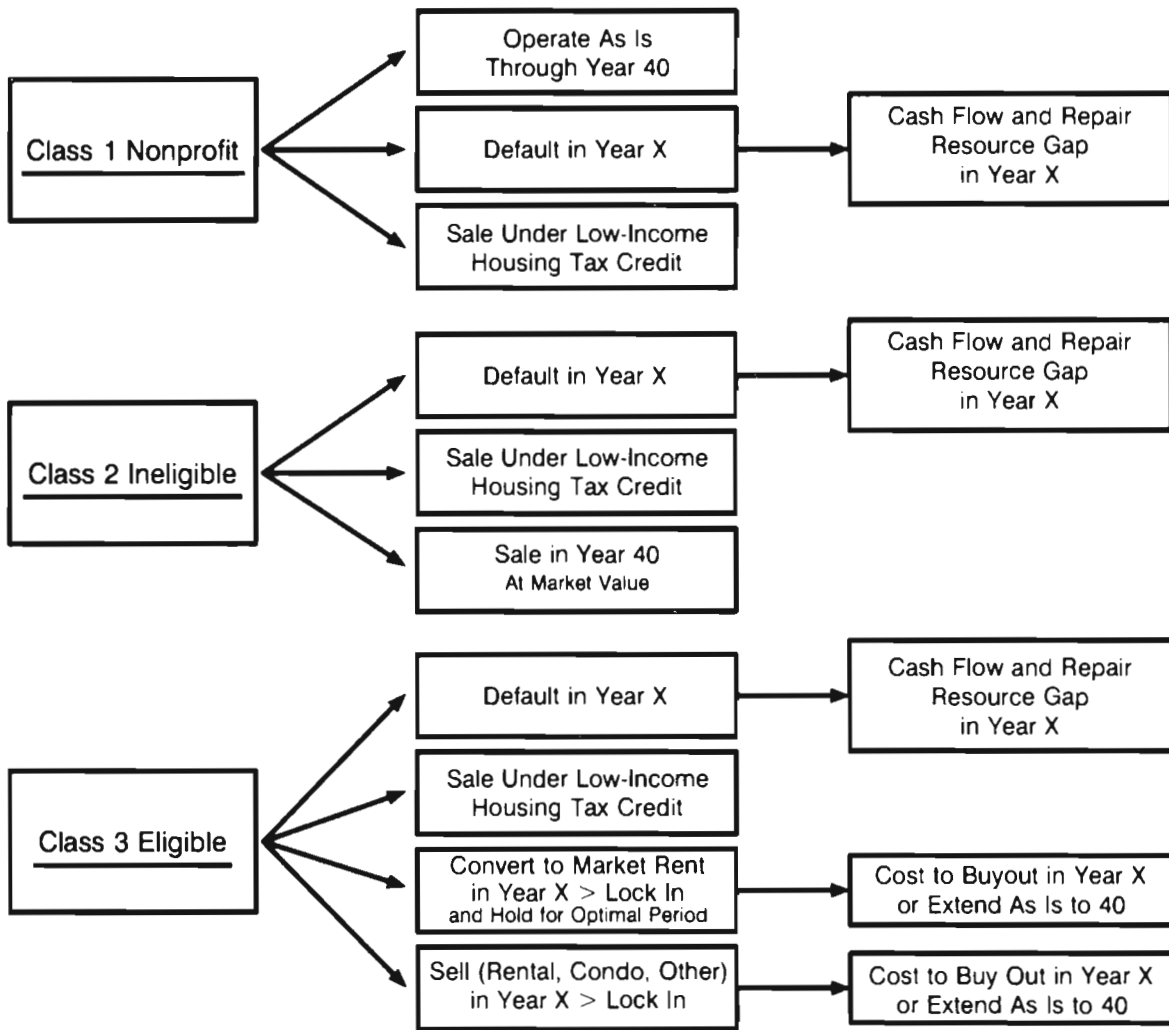 Operate As Is
Through Year 40
Class 1 Nonprofit
Default in Year X
Cash Flow and Repair
Resource Gap
in Year X
Sale Under Low-Income
Housing Tax Credit
Class 2 Ineligible
Default in Year X
Cash Flow and Repair
Resource Gap
in Year X
Sale Under Low-Income
Housing Tax Credit
Sale in Year 40
At Market Value
Class 3 Eligible
Default in Year X
Cash Flow and Repair
Resource Gap
in Year X
Sale Under Low-Income
Housing Tax Credit
Convert to Market Rent
in Year X > Lock In
and Hold for Optimal Period
Cost to Buyout in Year X
or Extend As Is to 40
Sell (Rental, Condo, Other)
in Year X > Lock In
Cost to Buy Out in Year X
or Extend As Is to 40